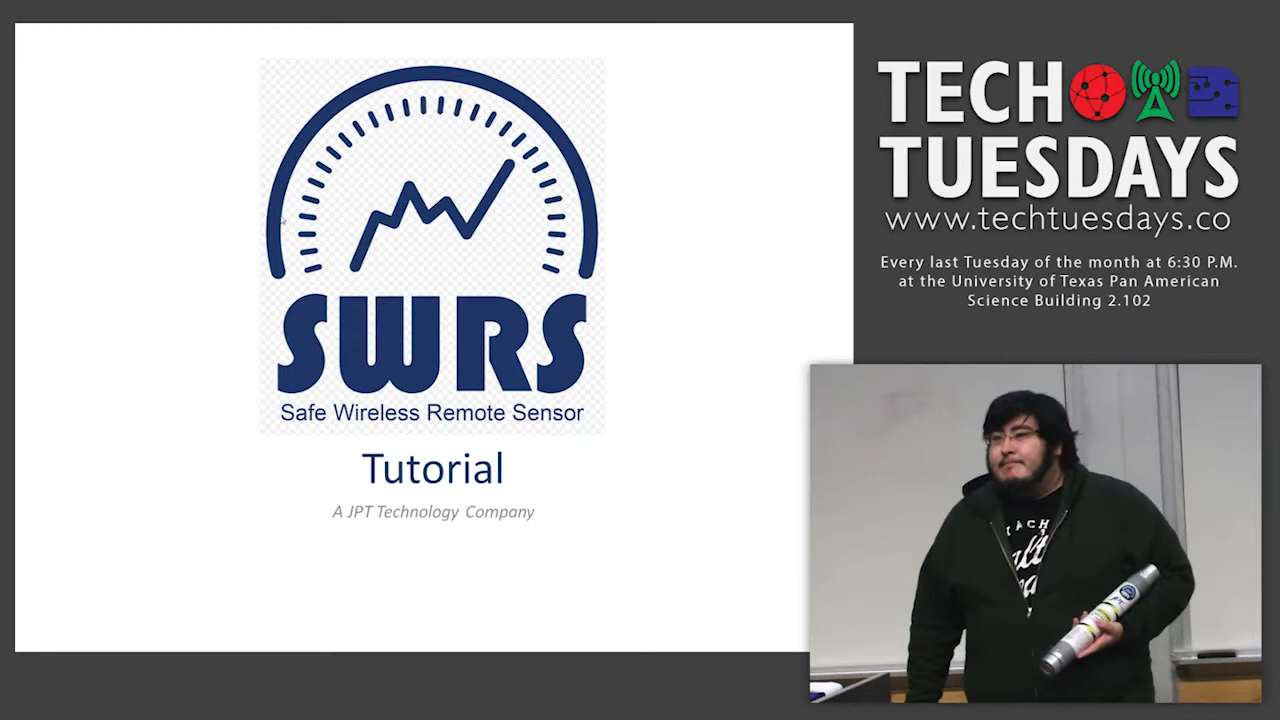 SWRS
Safe Wireless Remote Sensor
Tutorial
A JPT Technology Company
TECH
TUESDAYS
www.techtuesdays.co
Every last Tuesday of the month at 6:30 P.M.
at the University of Texas Pan American
Science Building 2.102